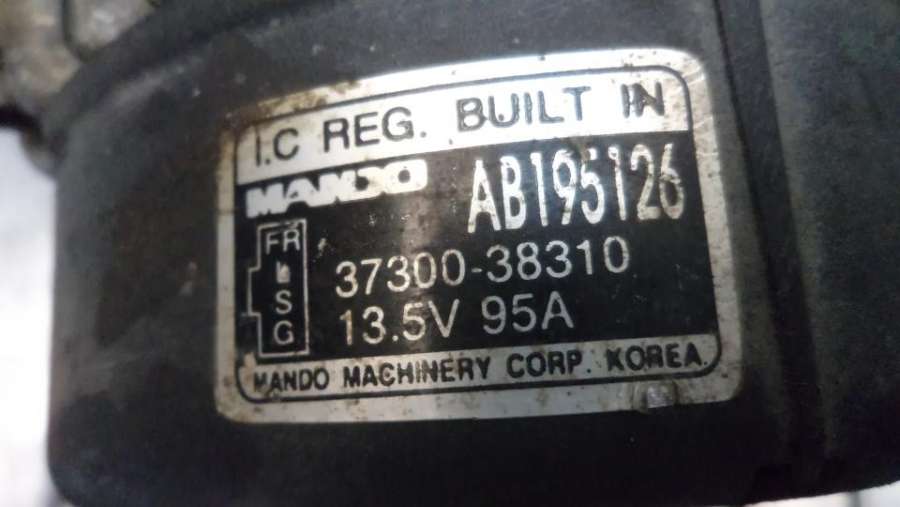 I.C REG. BUILT IN
MANDO AB195126
FR
L
S
G
37300-38310
13.5V 95A
MANDO MACHINERY CORP. KOREA.